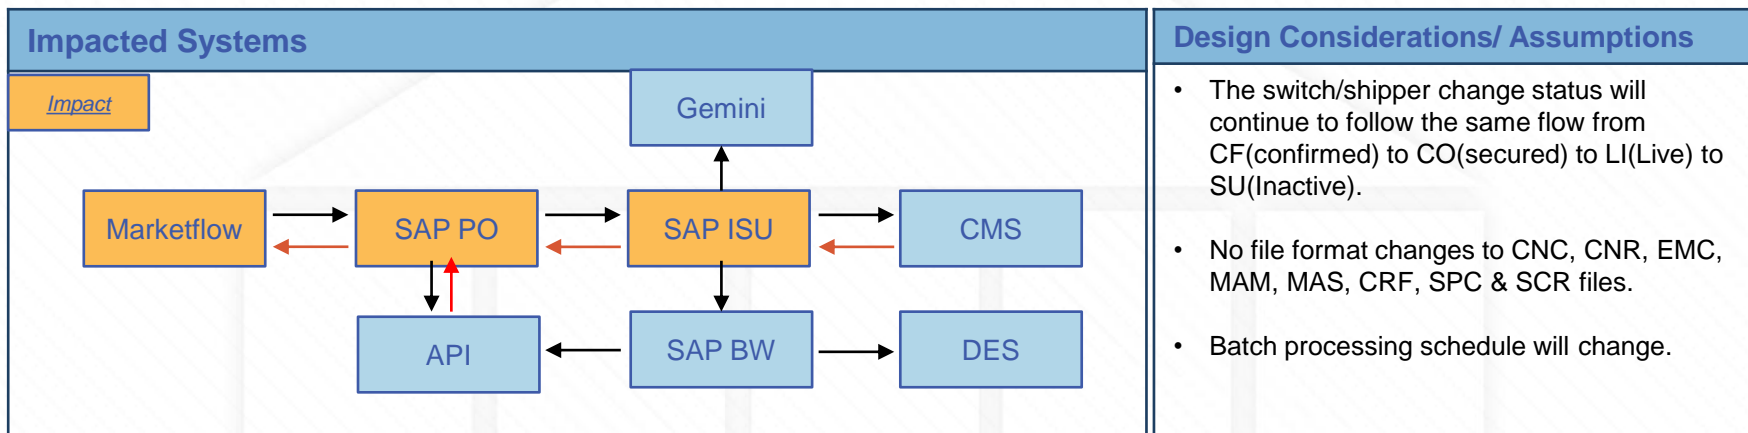 Impacted Systems
Impact
Gemini
Marketflow
SAP PO
SAP ISU
CMS
API
SAP BW
DES
Design Considerations/ Assumptions
• The switch/shipper change status will
continue to follow the same flow from
CF(confirmed) to CO(secured) to LI(Live) to
SU(Inactive).
• No file format changes to CNC, CNR, EMC,
MAM, MAS, CRF, SPC & SCR files.
• Batch processing schedule will change.